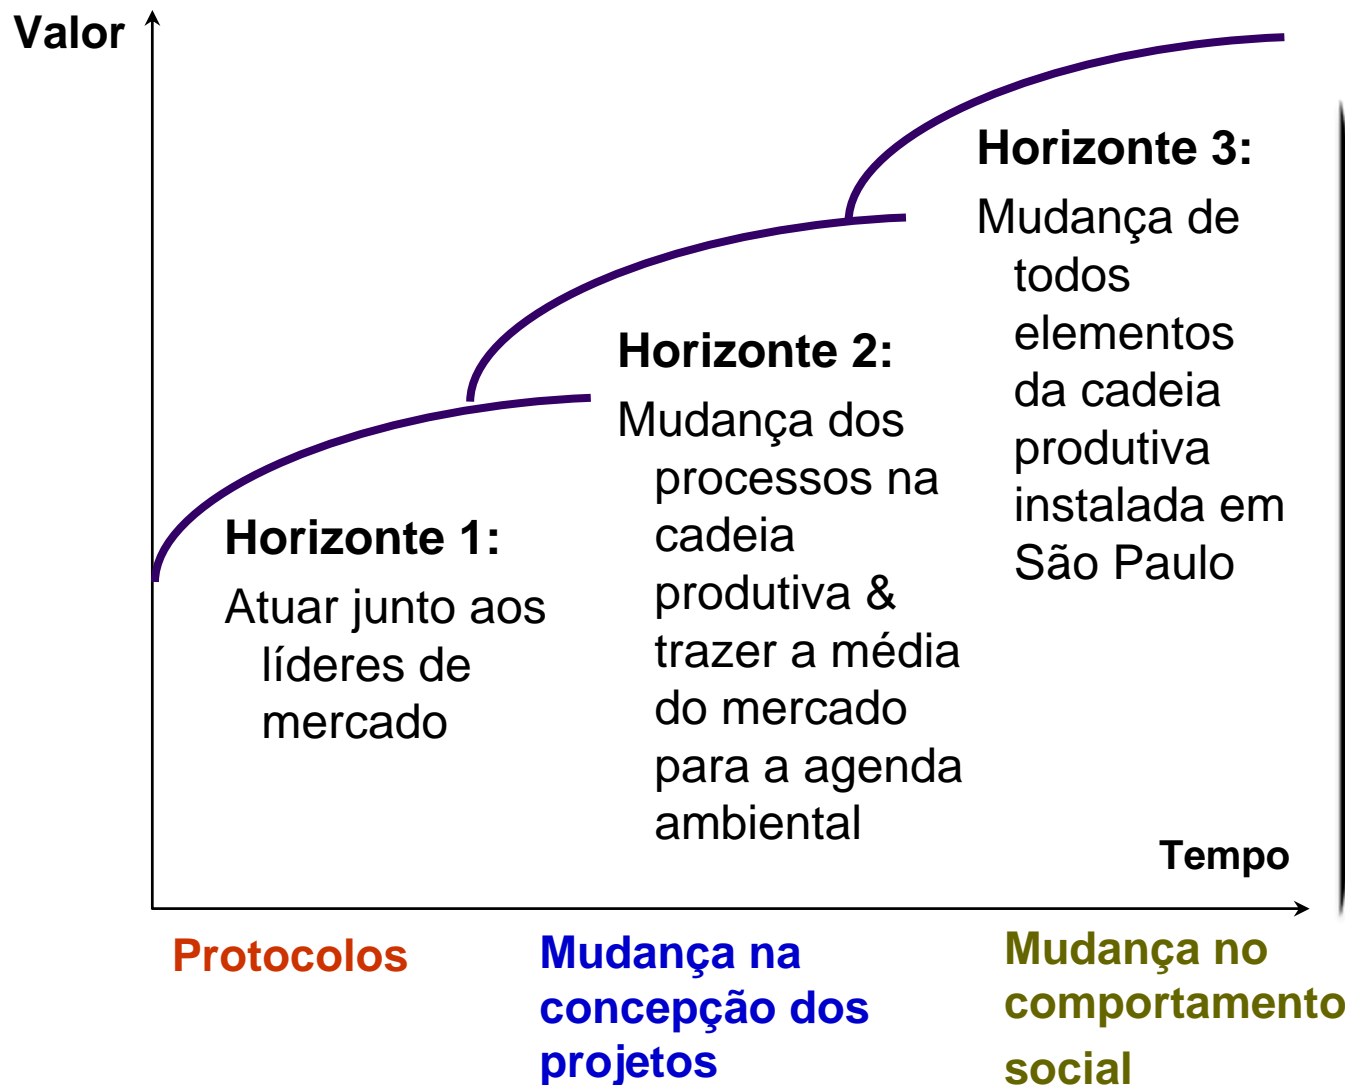 Valor
Horizonte 1:
Atuar junto aos
líderes de
mercado
Horizonte 2:
Mudança dos
processos na
cadeia
produtiva &
trazer a média
do mercado
para a agenda
ambiental
Horizonte 3:
Mudança de
todos
elementos
da cadeia
produtiva
instalada em
São Paulo
Tempo
Protocolos
Mudança na
concepção dos
projetos
Mudança no
comportamento
social